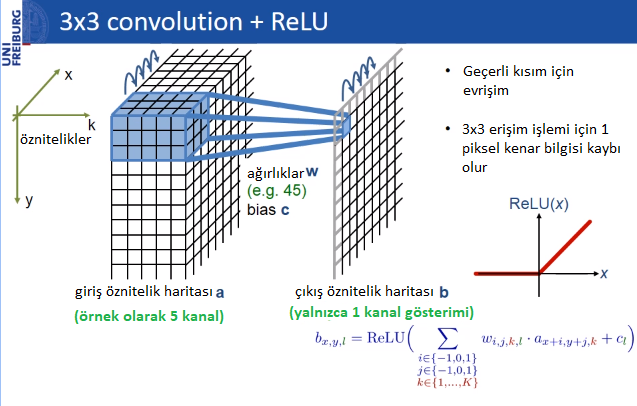 UNI
FREIBURG
3x3 convolution + ReLU
x
k
öznitelikler
y
ağırlıklar w
(e.g. 45)
bias c
giriş öznitelik haritası a
(örnek olarak 5 kanal)
çıkış öznitelik haritası b
(yalnızca 1 kanal gösterimi)
• Geçerli kısım için
evrişim
• 3x3 erişim işlemi için 1
piksel kenar bilgisi kaybı
olur
ReLU(x)
x
b_{x,y,l} = ReLU( ∑ w_{i,j,k,l} · a_{x+i,y+j,k} + c_l )
i∈{−1,0,1}
j∈{−1,0,1}
k∈{1,...,K}